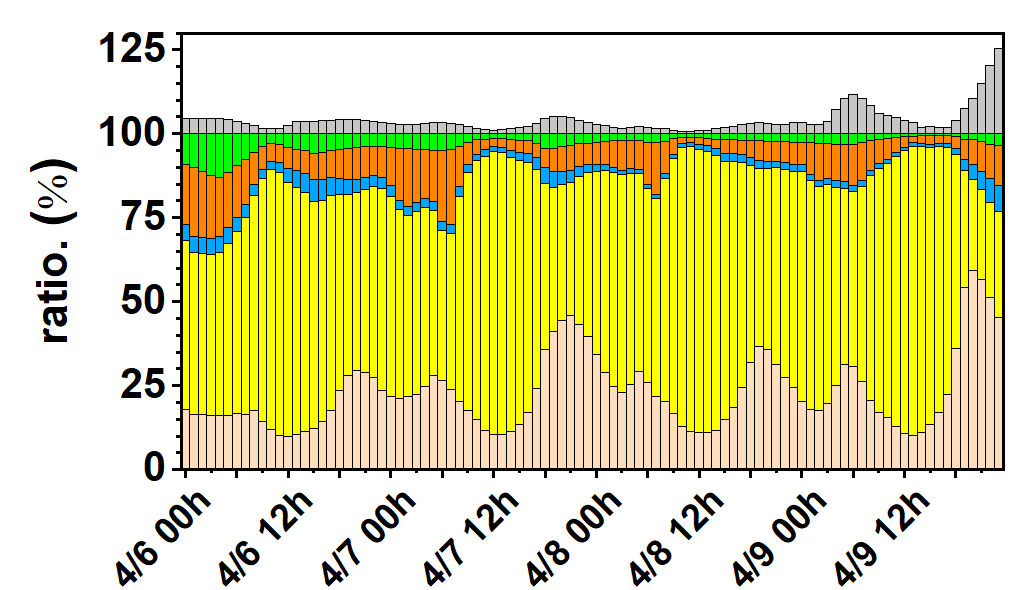 125
100
75
50
25
0
ratio. (%)
4/6 00h
4/6 12h
4/7 00h
4/7 12h
4/8 00h
4/8 12h
4/9 00h
4/9 12h